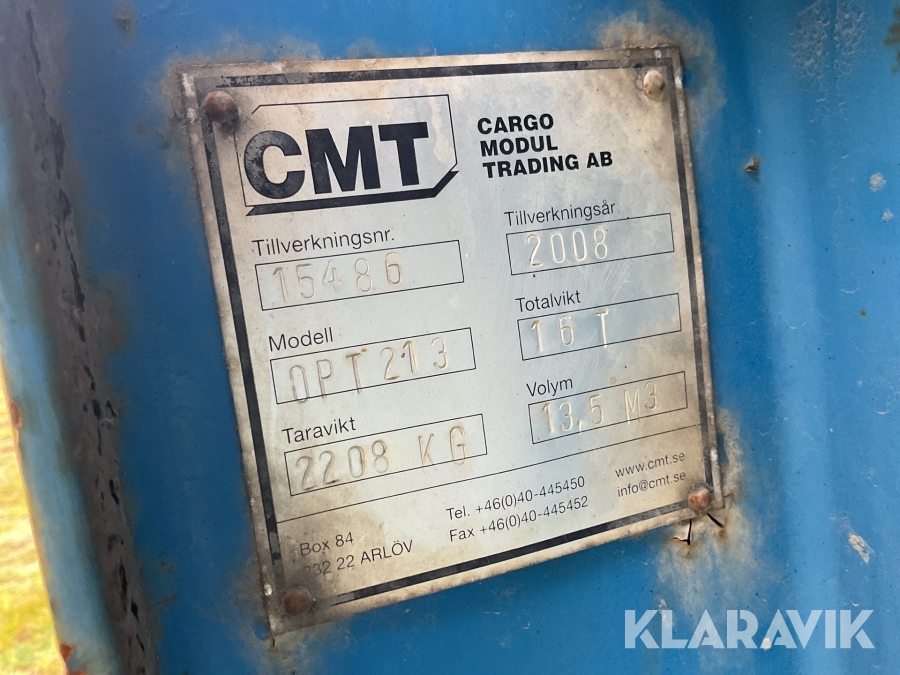 CMT
CARGO
MODUL
TRADING AB
Tillverkningsnr.
15486
Tillverkningsår
2008
Modell
OPT213
Totalvikt
16 T
Taravikt
2208 KG
Volym
13,5 M3
Box 84
232 22 ARLÖV
Tel. +46(0)40-445450
Fax +46(0)40-445452
www.cmt.se
info@cmt.se
KLARAVIK